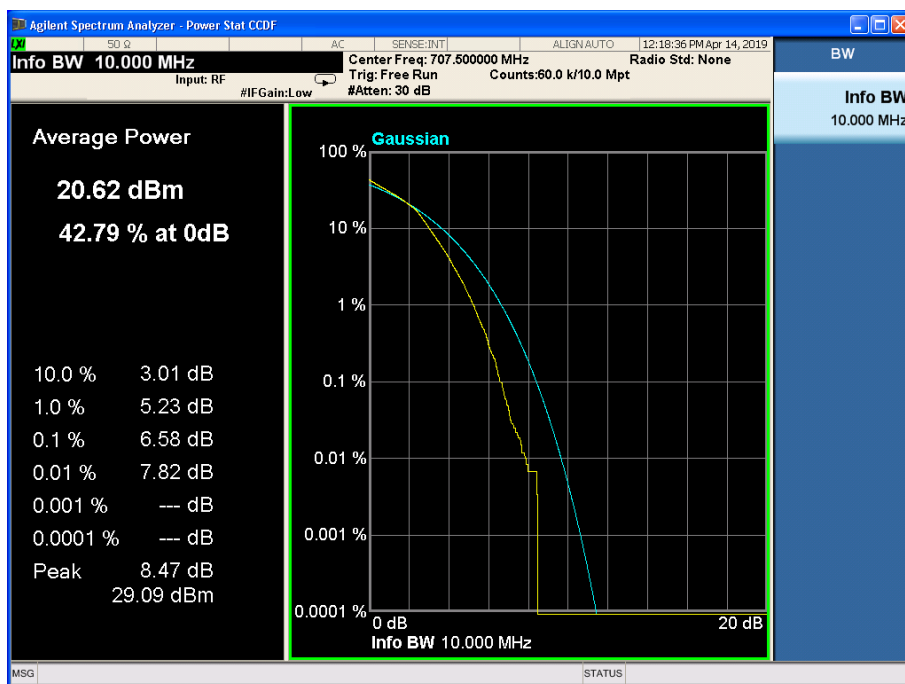 Agilent Spectrum Analyzer - Power Stat CCDF
LXI 50 Ω AC SENSE:INT ALIGN AUTO 12:18:36 PM Apr 14, 2019
Info BW 10.000 MHz
Center Freq: 707.500000 MHz Radio Std: None
Input: RF Trig: Free Run Counts:60.0 k/10.0 Mpt
#IFGain:Low #Atten: 30 dB
BW
Info BW
10.000 MHz
Average Power
20.62 dBm
42.79 % at 0dB
10.0 % 3.01 dB
1.0 % 5.23 dB
0.1 % 6.58 dB
0.01 % 7.82 dB
0.001 % --- dB
0.0001 % --- dB
Peak 8.47 dB
29.09 dBm
Gaussian
100 %
10 %
1 %
0.1 %
0.01 %
0.001 %
0.0001 %
0 dB 20 dB
Info BW 10.000 MHz
MSG STATUS